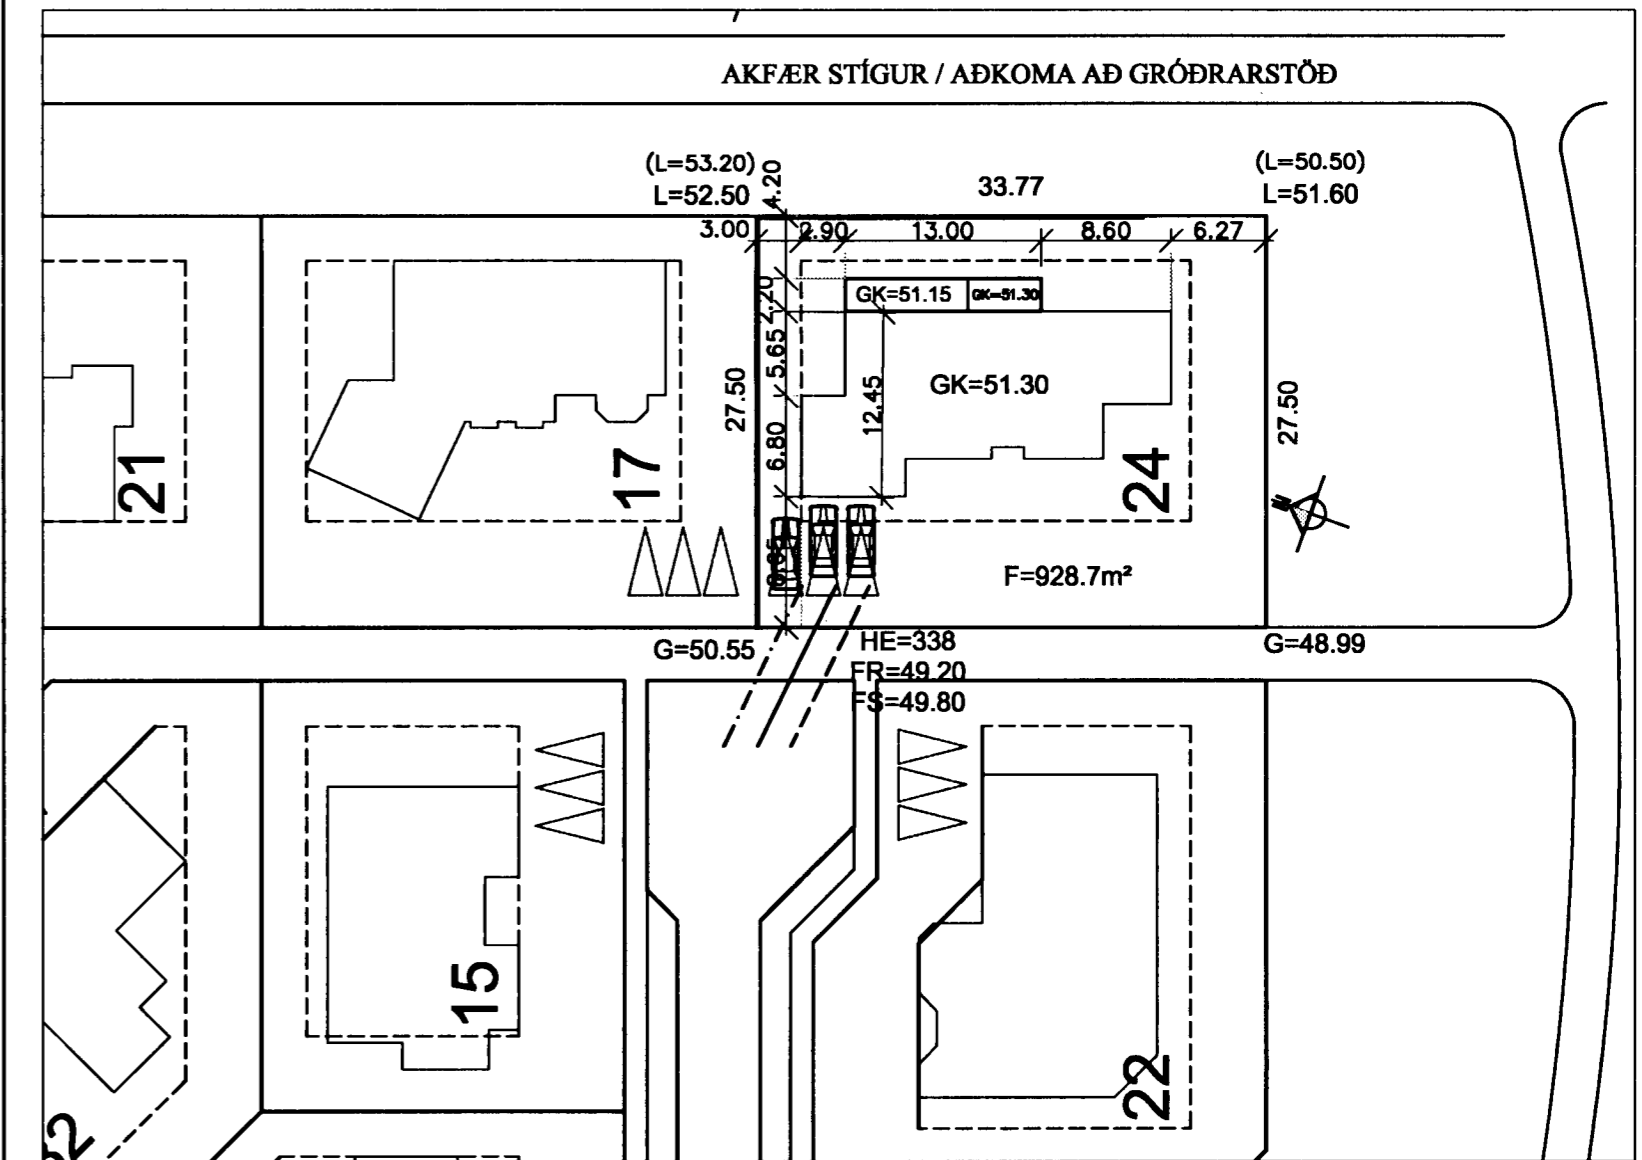 AKFÆR STÍGUR / AÐKOMA AÐ GRÓÐRARSTÖÐ
(L=53.20)
L=52.50
4.20
33.77
(L=50.50)
L=51.60
3.00
2.90
13.00
8.60
6.27
2.20
GK=51.15
GK=51.30
5.65
27.50
12.45
GK=51.30
27.50
6.80
21
17
24
N
F=928.7m²
G=50.55
HE=338
G=48.99
FR=49.20
FS=49.80
15
22
52